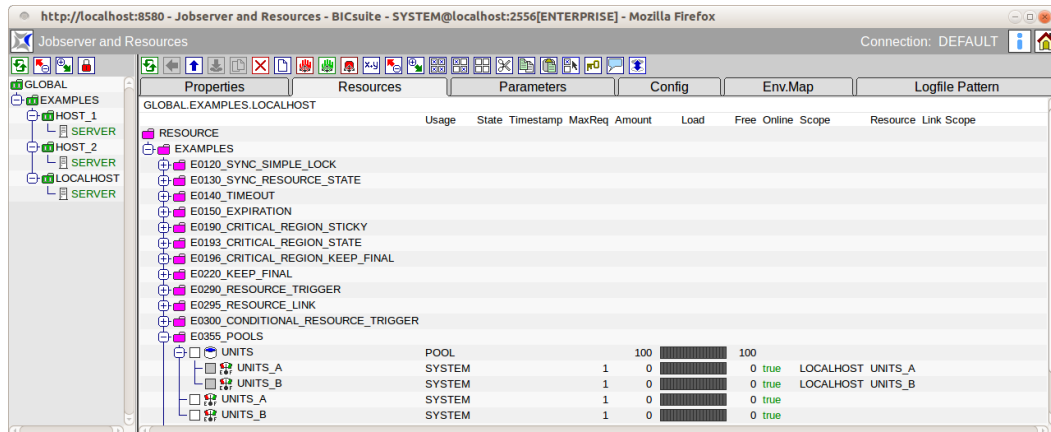 http://localhost:8580 - Jobserver and Resources - BICsuite - SYSTEM@localhost:2556[ENTERPRISE] - Mozilla Firefox
Jobserver and Resources Connection: DEFAULT
GLOBAL
EXAMPLES
HOST_1
SERVER
HOST_2
SERVER
LOCALHOST
SERVER
Properties Resources Parameters Config Env.Map Logfile Pattern
GLOBAL.EXAMPLES.LOCALHOST
Usage State Timestamp MaxReq Amount Load Free Online Scope Resource Link Scope
RESOURCE
EXAMPLES
E0120_SYNC_SIMPLE_LOCK
E0130_SYNC_RESOURCE_STATE
E0140_TIMEOUT
E0150_EXPIRATION
E0190_CRITICAL_REGION_STICKY
E0193_CRITICAL_REGION_STATE
E0196_CRITICAL_REGION_KEEP_FINAL
E0220_KEEP_FINAL
E0290_RESOURCE_TRIGGER
E0295_RESOURCE_LINK
E0300_CONDITIONAL_RESOURCE_TRIGGER
E0355_POOLS
UNITS POOL 100 100
UNITS_A SYSTEM 1 0 0 true LOCALHOST UNITS_A
UNITS_B SYSTEM 1 0 0 true LOCALHOST UNITS_B
UNITS_A SYSTEM 1 0 0 true
UNITS_B SYSTEM 1 0 0 true